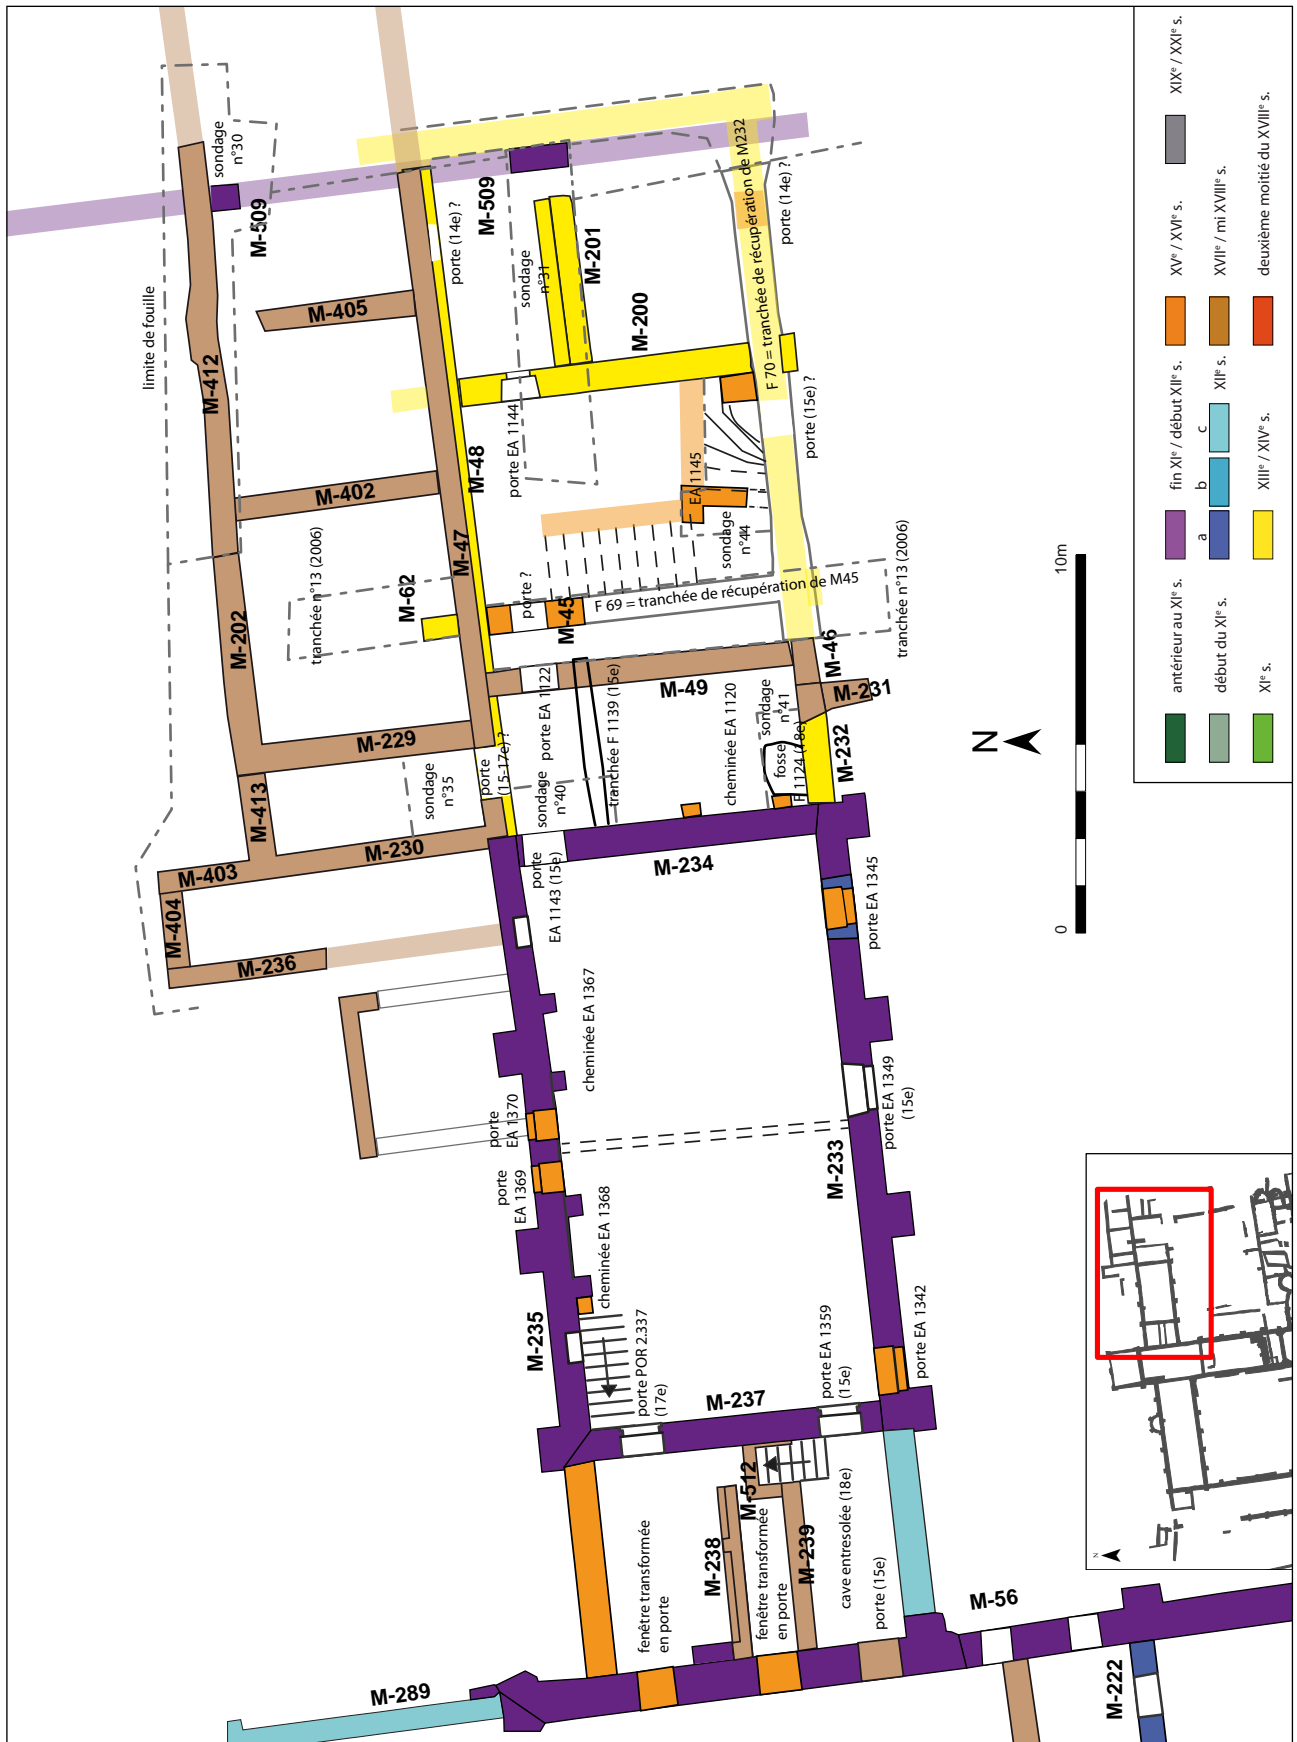 limite de fouille
sondage
n°30
M-509
M-412
M-405
M-402
M-202
tranchée n°13 (2006)
M-62
M-47
M-48
M-229
M-413
M-230
M-403
M-404
M-236
sondage
n°35
porte
(15-17e) ?
porte (14e) ?
M-509
sondage
n°31
M-201
M-200
porte EA 1144
EA 1145
sondage
n°44
F 70 = tranchée de récupération de M232
porte (14e) ?
porte (15e) ?
porte ?
M-45
F 69 = tranchée de récupération de M45
tranchée n°13 (2006)
M-46
M-231
M-232
M-49
porte EA 1122
tranchée F 1139 (15e)
sondage
n°40
cheminée EA 1120
sondage
n°41
fosse
F 1124 (18e)
porte
EA 1143 (15e)
M-234
porte EA 1345
cheminée EA 1367
porte
EA 1370
porte
EA 1369
cheminée EA 1368
porte EA 1349
(15e)
M-233
M-235
porte POR 2.337
(17e)
M-237
porte EA 1359
(15e)
porte EA 1342
M-512
M-238
M-239
fenêtre transformée
en porte
fenêtre transformée
en porte
cave entresolée (18e)
porte (15e)
M-56
M-289
M-222
N
0
10m
antérieur au XIe s.
début du XIe s.
XIe s.
fin XIe / début XIIe s.
a
b
c
XIIe s.
XIIIe / XIVe s.
XVe / XVIe s.
XVIIe / mi XVIIIe s.
deuxième moitié du XVIIIe s.
XIXe / XXIe s.
N